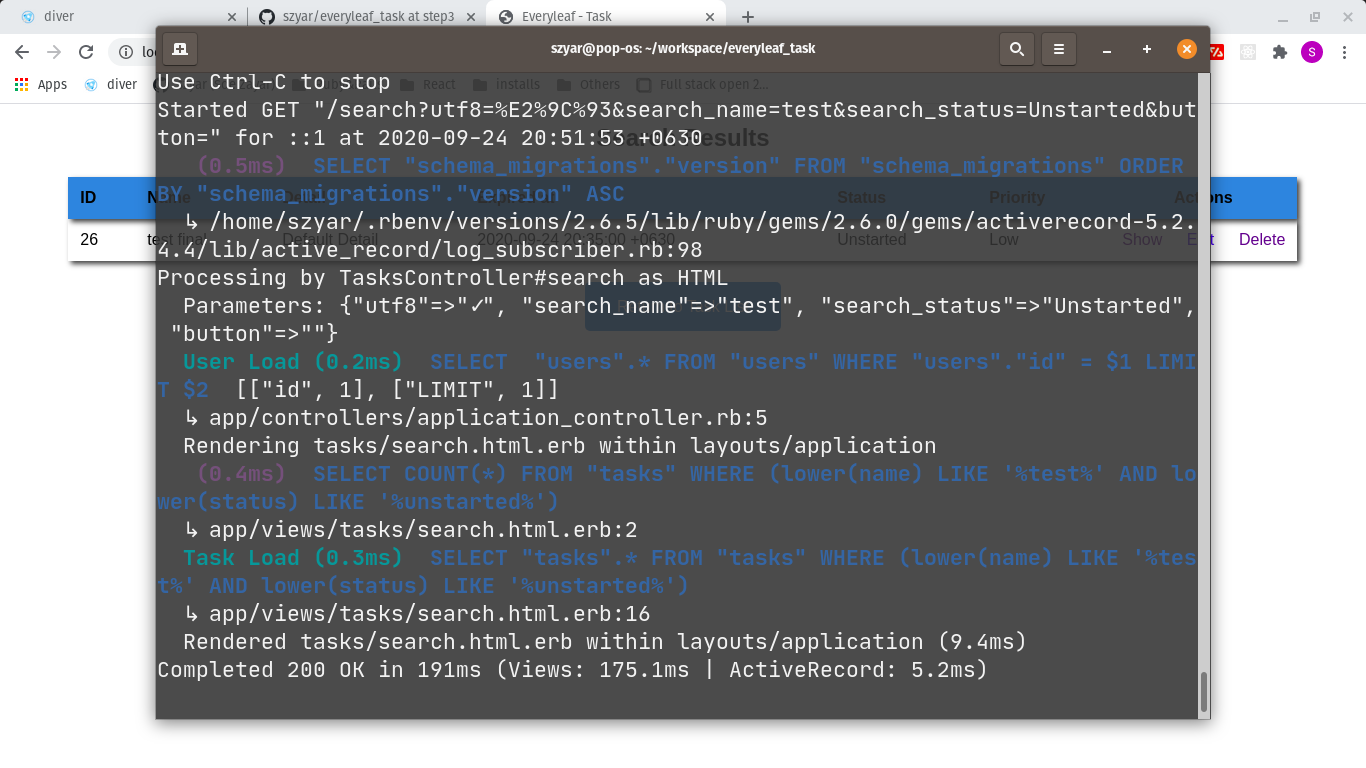 diver
szyar/everyleaf_task at step3
Everyleaf - Task
szyar@pop-os: ~/workspace/everyleaf_task
S
Apps
diver
React
installs
Others
Full stack open 2...
Use Ctrl-C to stop
Started GET "/search?utf8=%E2%9C%93&search_name=test&search_status=Unstarted&but
ton=" for ::1 at 2020-09-24 20:51:53 +0630
(0.5ms)  SELECT "schema_migrations"."version" FROM "schema_migrations" ORDER
BY "schema_migrations"."version" ASC
↳ /home/szyar/.rbenv/versions/2.6.5/lib/ruby/gems/2.6.0/gems/activerecord-5.2.
4.4/lib/active_record/log_subscriber.rb:98
Processing by TasksController#search as HTML
Parameters: {"utf8"=>"✓", "search_name"=>"test", "search_status"=>"Unstarted",
"button"=>""}
User Load (0.2ms)  SELECT  "users".* FROM "users" WHERE "users"."id" = $1 LIMI
T $2  [["id", 1], ["LIMIT", 1]]
↳ app/controllers/application_controller.rb:5
Rendering tasks/search.html.erb within layouts/application
(0.4ms)  SELECT COUNT(*) FROM "tasks" WHERE (lower(name) LIKE '%test%' AND lo
wer(status) LIKE '%unstarted%')
↳ app/views/tasks/search.html.erb:2
Task Load (0.3ms)  SELECT "tasks".* FROM "tasks" WHERE (lower(name) LIKE '%tes
t%' AND lower(status) LIKE '%unstarted%')
↳ app/views/tasks/search.html.erb:16
Rendered tasks/search.html.erb within layouts/application (9.4ms)
Completed 200 OK in 191ms (Views: 175.1ms | ActiveRecord: 5.2ms)
Search Results
ID Name Status Priority Actions
26 test final Default Detail 2020-09-24 20:35:00 +0630 Unstarted Low Show Edit Delete